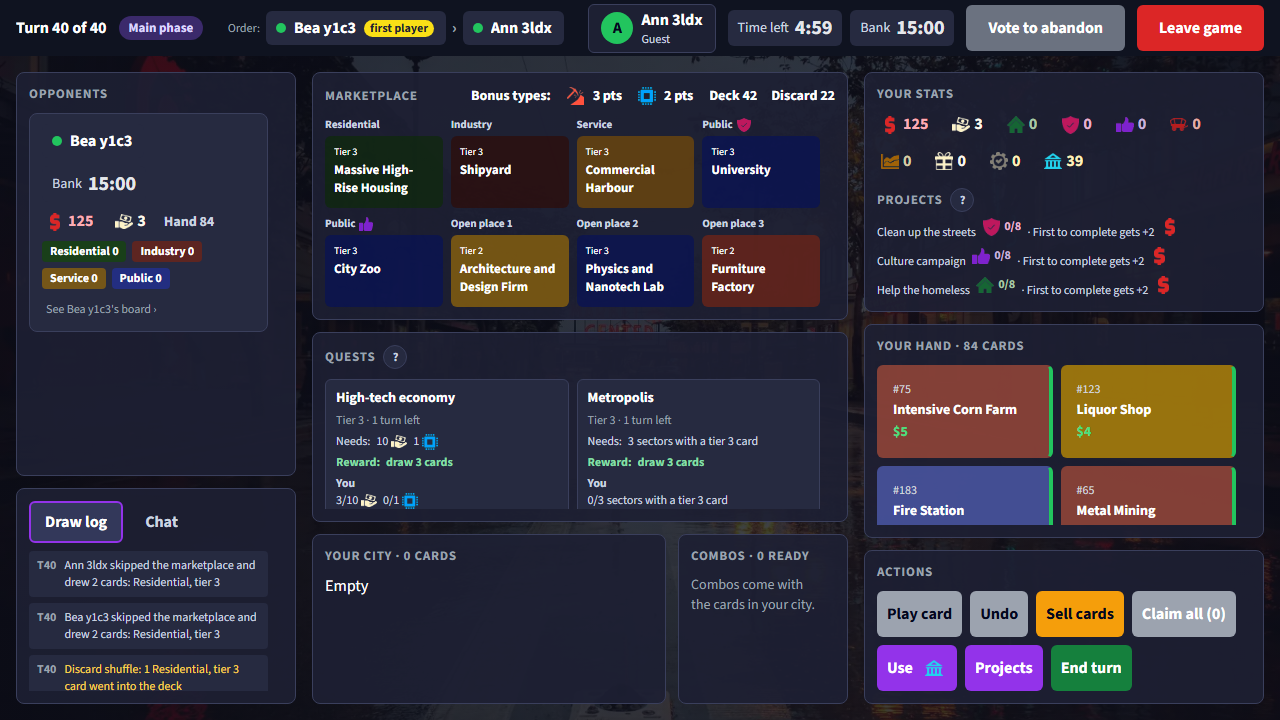 Turn 40 of 40
Main phase
Order:
Bea y1c3
first player
›
Ann 3ldx
A
Ann 3ldx
Guest
Time left 4:59
Bank 15:00
Vote to abandon
Leave game
OPPONENTS
Bea y1c3
Bank 15:00
125
3
Hand 84
Residential 0
Industry 0
Service 0
Public 0
See Bea y1c3's board ›
Draw log
Chat
T40 Ann 3ldx skipped the marketplace and
drew 2 cards: Residential, tier 3
T40 Bea y1c3 skipped the marketplace and
drew 2 cards: Residential, tier 3
T40 Discard shuffle: 1 Residential, tier 3
card went into the deck
MARKETPLACE
Bonus types:
3 pts
2 pts
Deck 42
Discard 22
Residential
Tier 3
Massive High-
Rise Housing
Industry
Tier 3
Shipyard
Service
Tier 3
Commercial
Harbour
Public
Tier 3
University
Public
Tier 3
City Zoo
Open place 1
Tier 2
Architecture and
Design Firm
Open place 2
Tier 3
Physics and
Nanotech Lab
Open place 3
Tier 2
Furniture
Factory
QUESTS
?
High-tech economy
Tier 3 · 1 turn left
Needs: 10 1
Reward: draw 3 cards
You
3/10 0/1
Metropolis
Tier 3 · 1 turn left
Needs: 3 sectors with a tier 3 card
Reward: draw 3 cards
You
0/3 sectors with a tier 3 card
YOUR CITY · 0 CARDS
Empty
COMBOS · 0 READY
Combos come with
the cards in your city.
YOUR STATS
125
3
0
0
0
0
0
0
0
39
PROJECTS
?
Clean up the streets 0/8 · First to complete gets +2
Culture campaign 0/8 · First to complete gets +2
Help the homeless 0/8 · First to complete gets +2
YOUR HAND · 84 CARDS
#75
Intensive Corn Farm
$5
#123
Liquor Shop
$4
#183
Fire Station
#65
Metal Mining
ACTIONS
Play card
Undo
Sell cards
Claim all (0)
Use
Projects
End turn